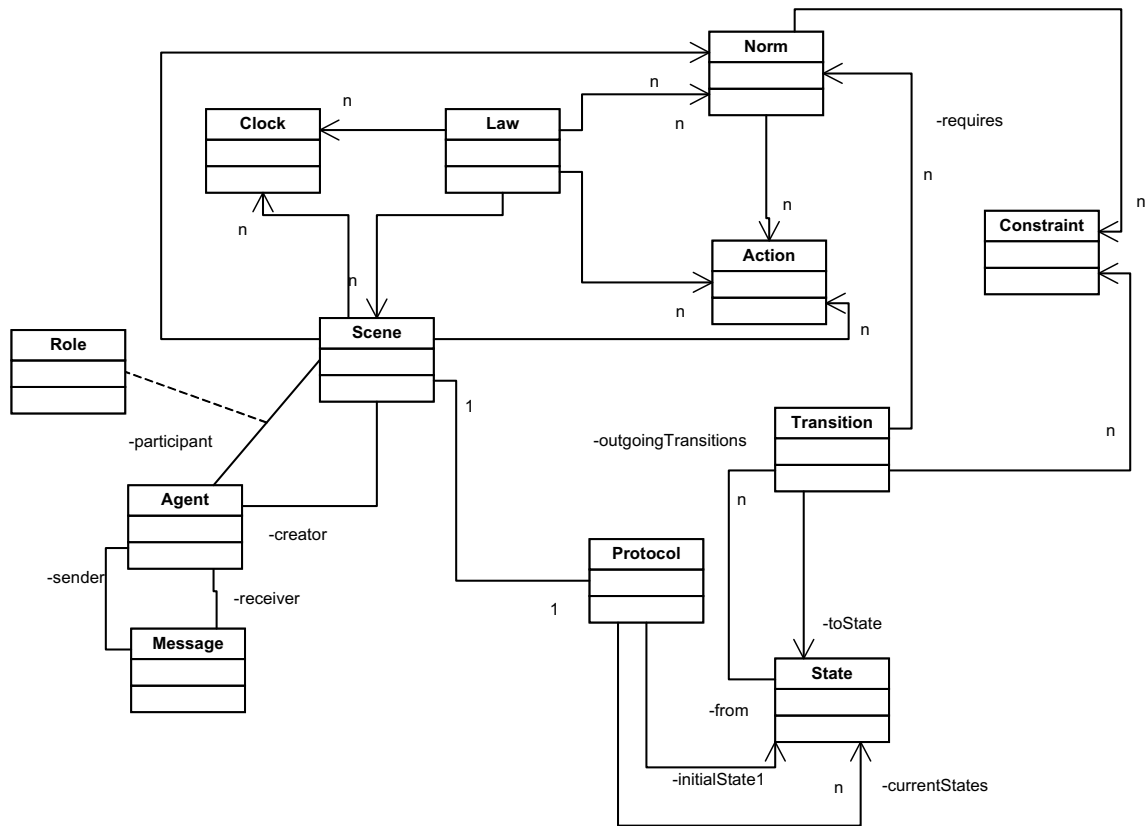 Norm
n
n
Clock
Law
n
-requires
n
n
n
n
Constraint
Action
n
n
n
n
Scene
Role
1
Transition
-outgoingTransitions
-participant
n
Agent
n
-creator
Protocol
-sender
-receiver
1
-toState
Message
State
-from
-initialState1
n
-currentStates